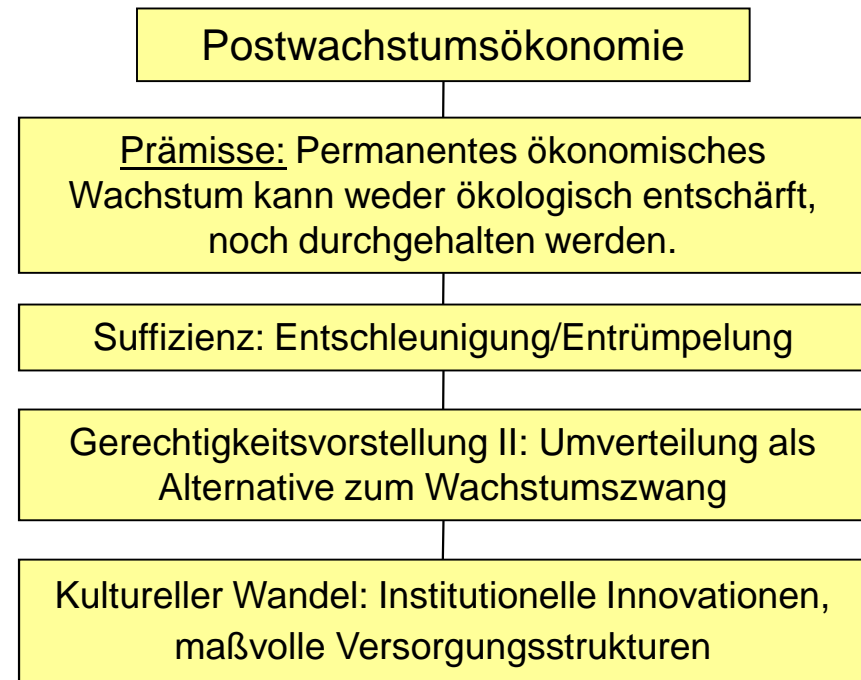 Postwachstumsökonomie
Prämisse: Permanentes ökonomisches
Wachstum kann weder ökologisch entschärft,
noch durchgehalten werden.
Suffizienz: Entschleunigung/Entrümpelung
Gerechtigkeitsvorstellung II: Umverteilung als
Alternative zum Wachstumszwang
Kultureller Wandel: Institutionelle Innovationen,
maßvolle Versorgungsstrukturen